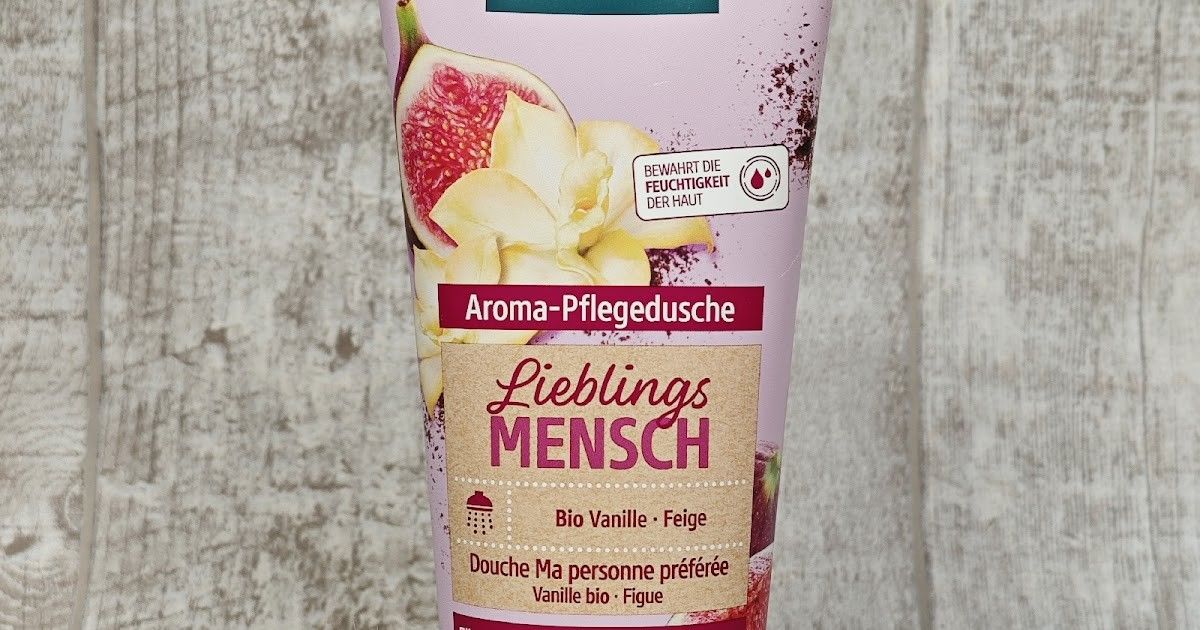 BEWAHRT DIE
FEUCHTIGKEIT
DER HAUT
Aroma-Pflegedusche
Lieblings
MENSCH
Bio Vanille · Feige
Douche Ma personne préférée
Vanille bio · Figue